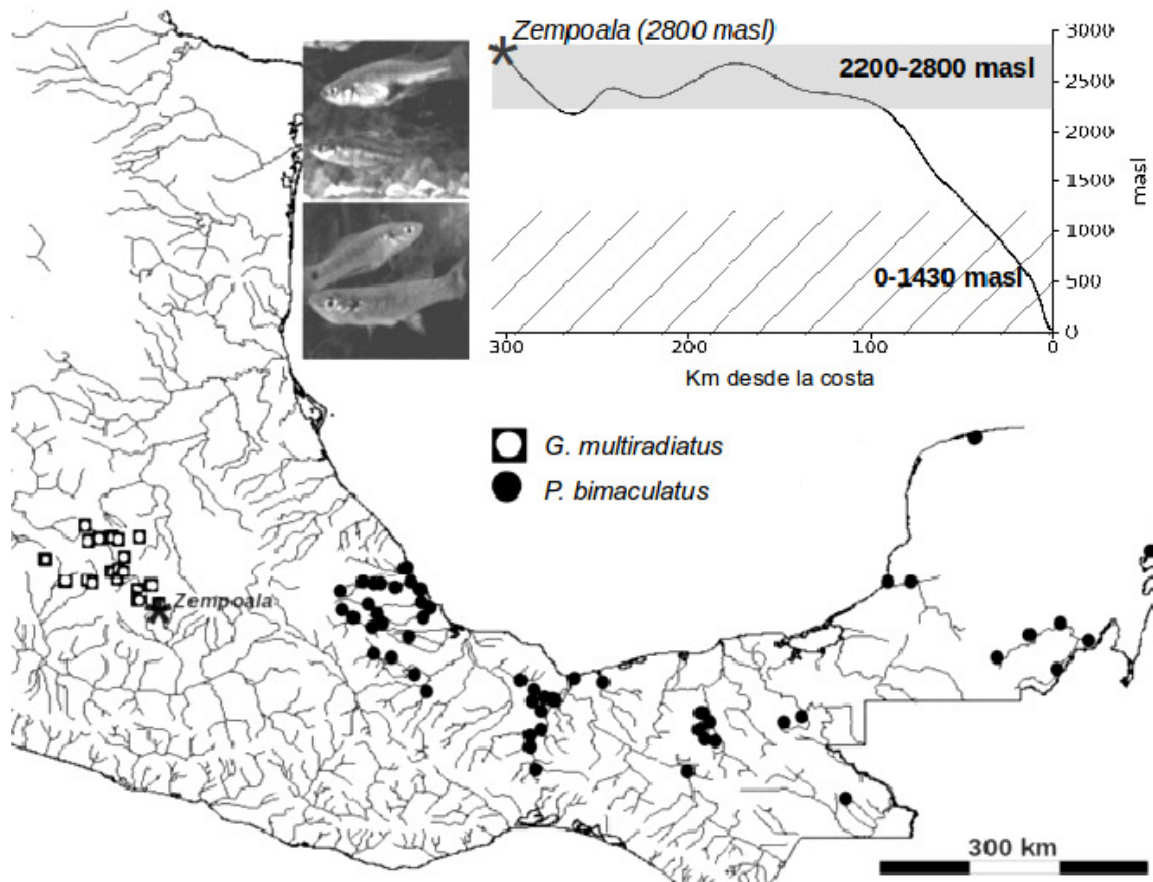 Zempoala (2800 masl)
2200-2800 masl
0-1430 masl
3000
2500
2000
1500
1000
500
0
masl
300
200
100
0
Km desde la costa
G. multiradiatus
P. bimaculatus
Zempoala
300 km